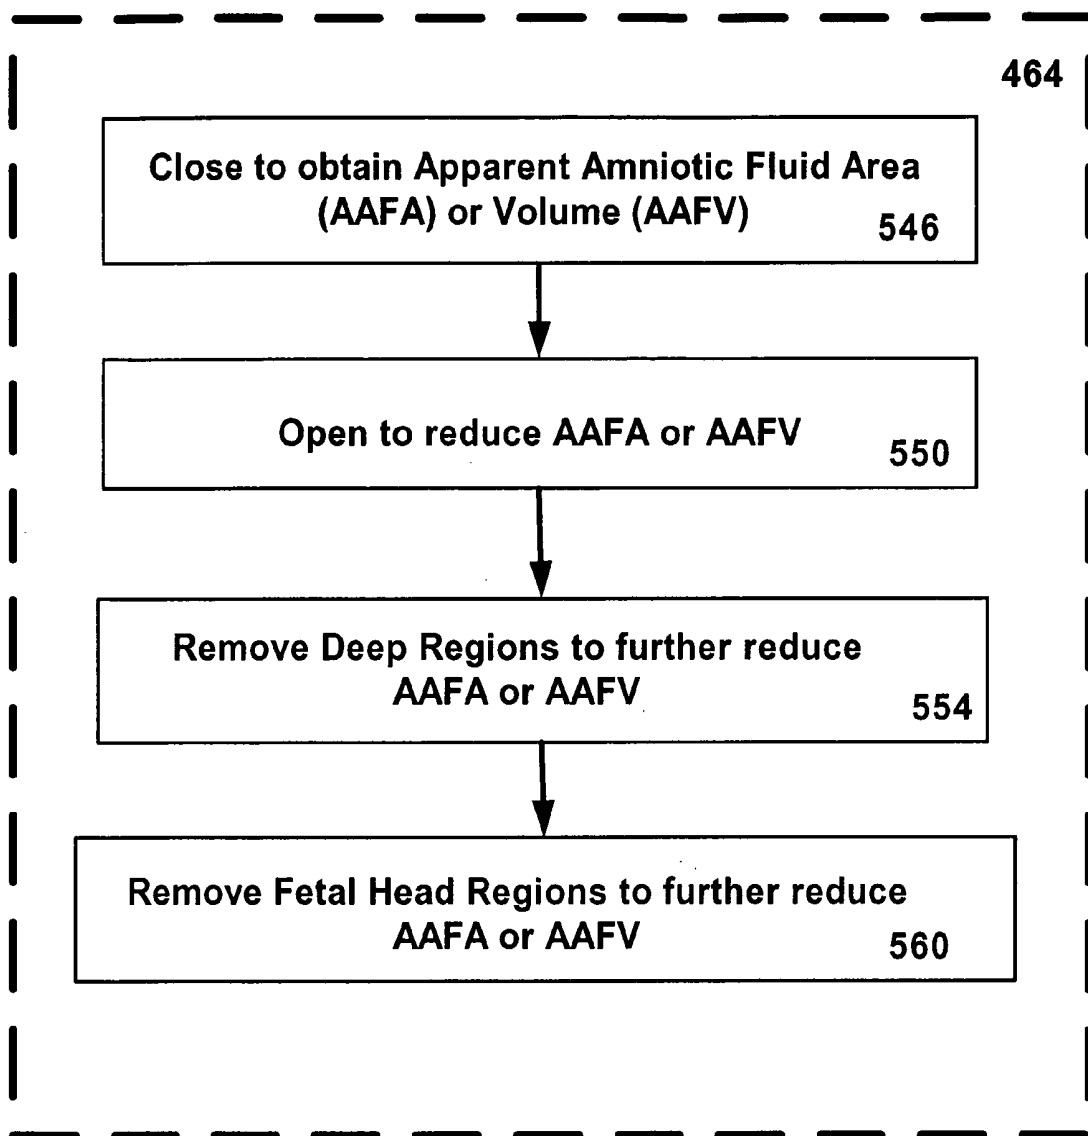 464
Close to obtain Apparent Amniotic Fluid Area
(AAFA) or Volume (AAFV)
546
Open to reduce AAFA or AAFV
550
Remove Deep Regions to further reduce
AAFA or AAFV
554
Remove Fetal Head Regions to further reduce
AAFA or AAFV
560